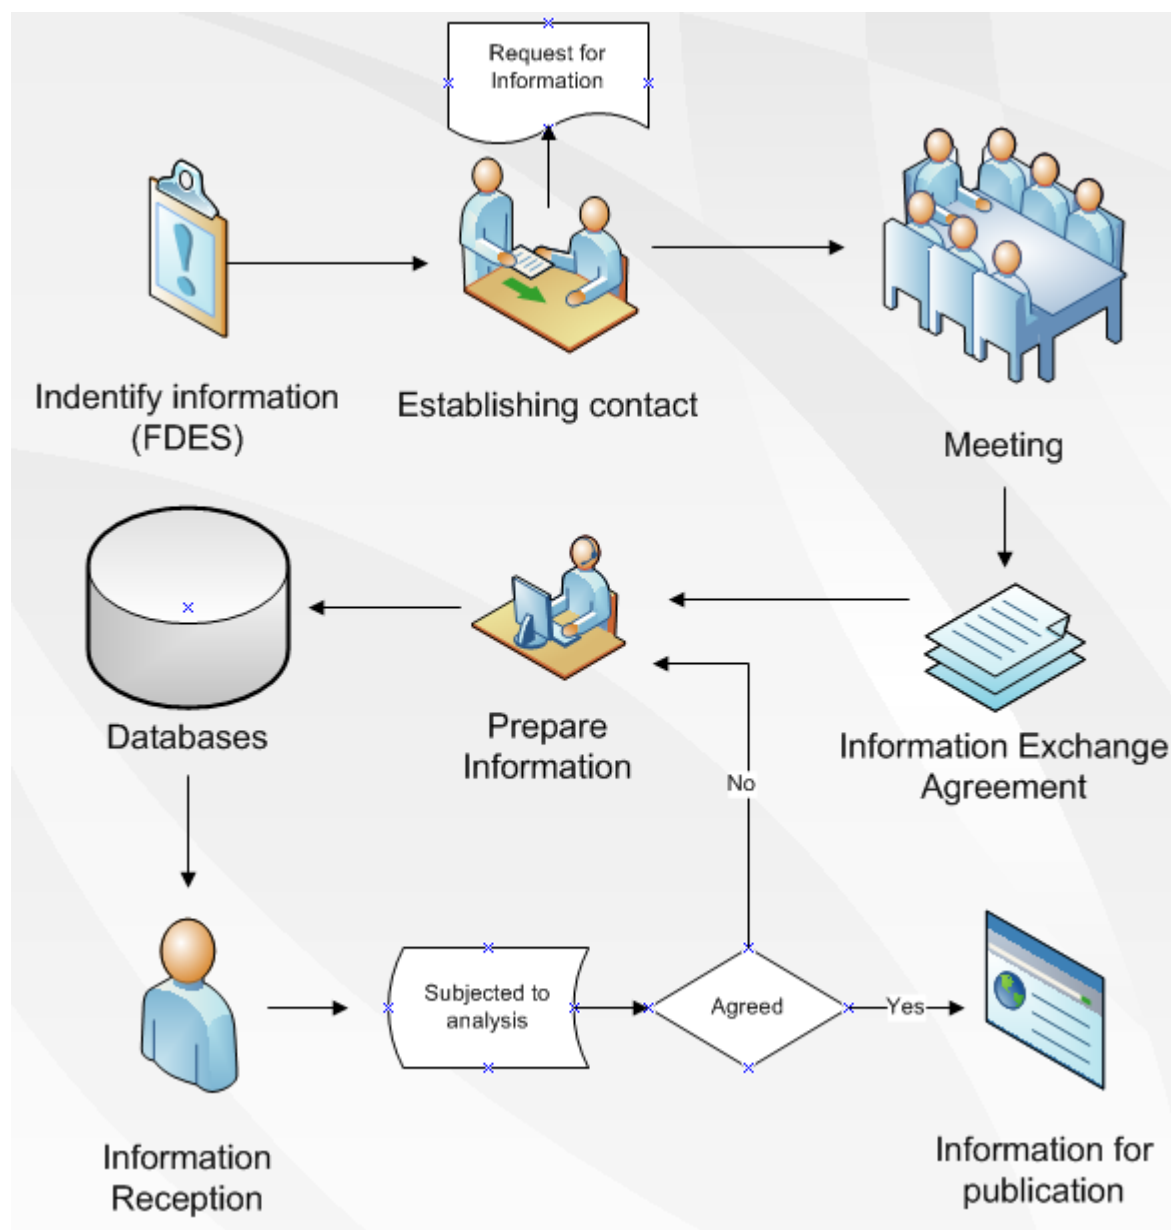 Request for
Information
Indentify information
(FDES)
Establishing contact
Meeting
Databases
Prepare
Information
Information Exchange
Agreement
No
Subjected to
analysis
Agreed
Yes
Information
Reception
Information for
publication